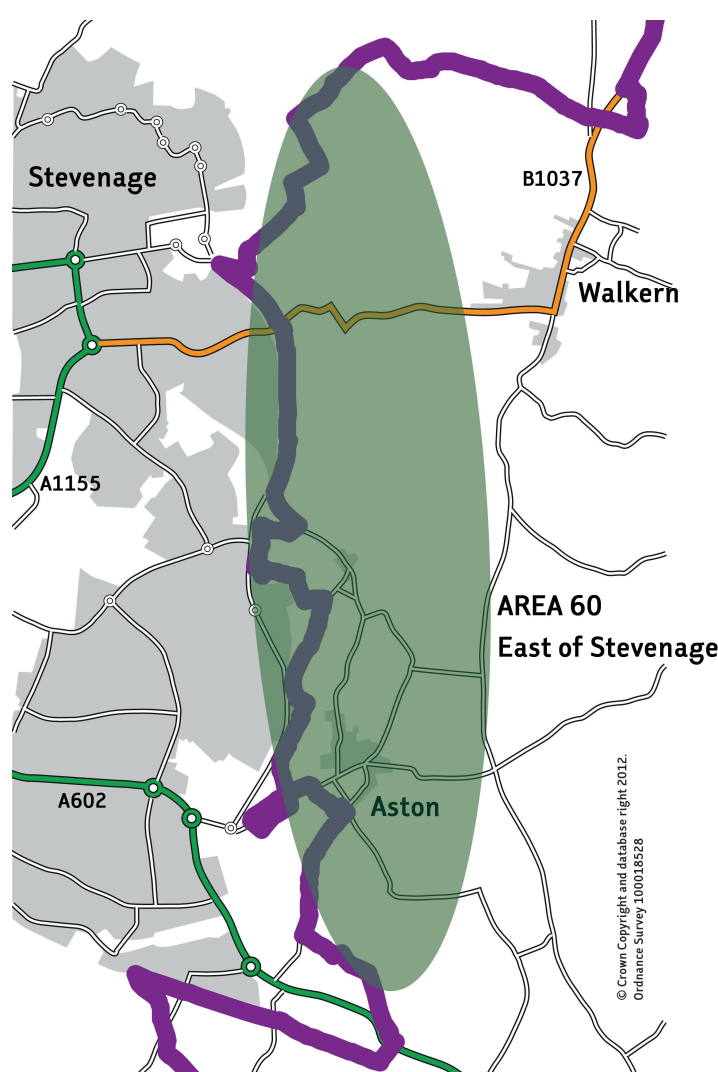 Stevenage
B1037
Walkern
A1155
AREA 60
East of Stevenage
A602
Aston
© Crown Copyright and database right 2012.
Ordnance Survey 100018528